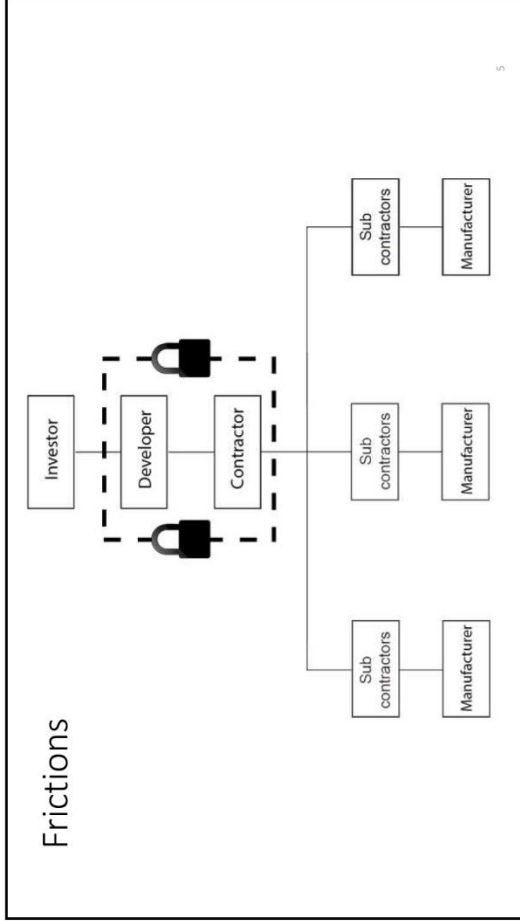 Frictions
Investor
Developer
Contractor
Sub
contractors
Sub
contractors
Sub
contractors
Manufacturer
Manufacturer
Manufacturer
5